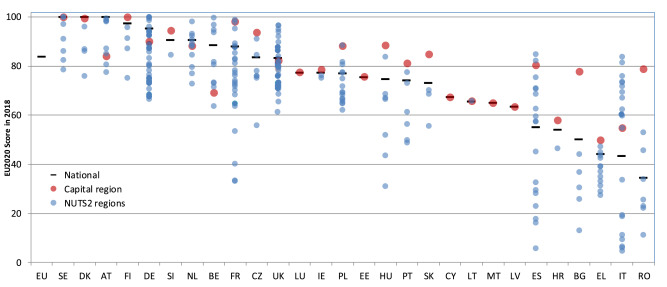 EU2020 Score in 2018
100
80
60
40
20
0
National
Capital region
NUTS2 regions
EU SE DK AT FI DE SI NL BE FR CZ UK LU IE PL EE HU PT SK CY LT MT LV ES HR BG EL IT RO